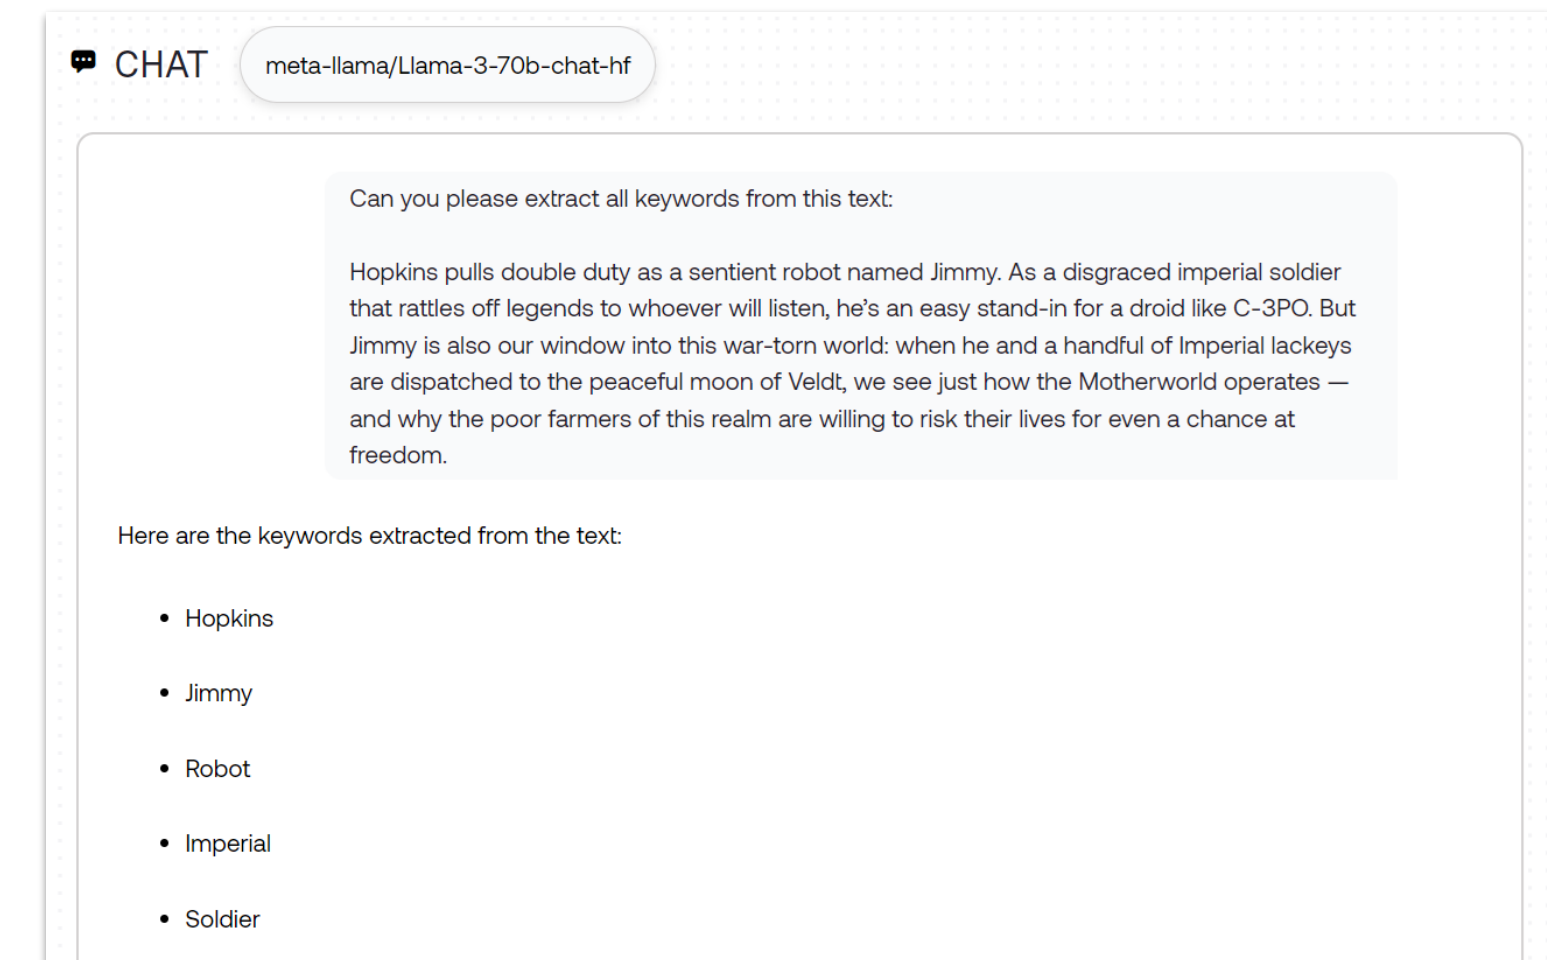 CHAT
meta-llama/Llama-3-70b-chat-hf
Can you please extract all keywords from this text:
Hopkins pulls double duty as a sentient robot named Jimmy. As a disgraced imperial soldier
that rattles off legends to whoever will listen, he’s an easy stand-in for a droid like C-3PO. But
Jimmy is also our window into this war-torn world: when he and a handful of Imperial lackeys
are dispatched to the peaceful moon of Veldt, we see just how the Motherworld operates —
and why the poor farmers of this realm are willing to risk their lives for even a chance at
freedom.
Here are the keywords extracted from the text:
• Hopkins
• Jimmy
• Robot
• Imperial
• Soldier